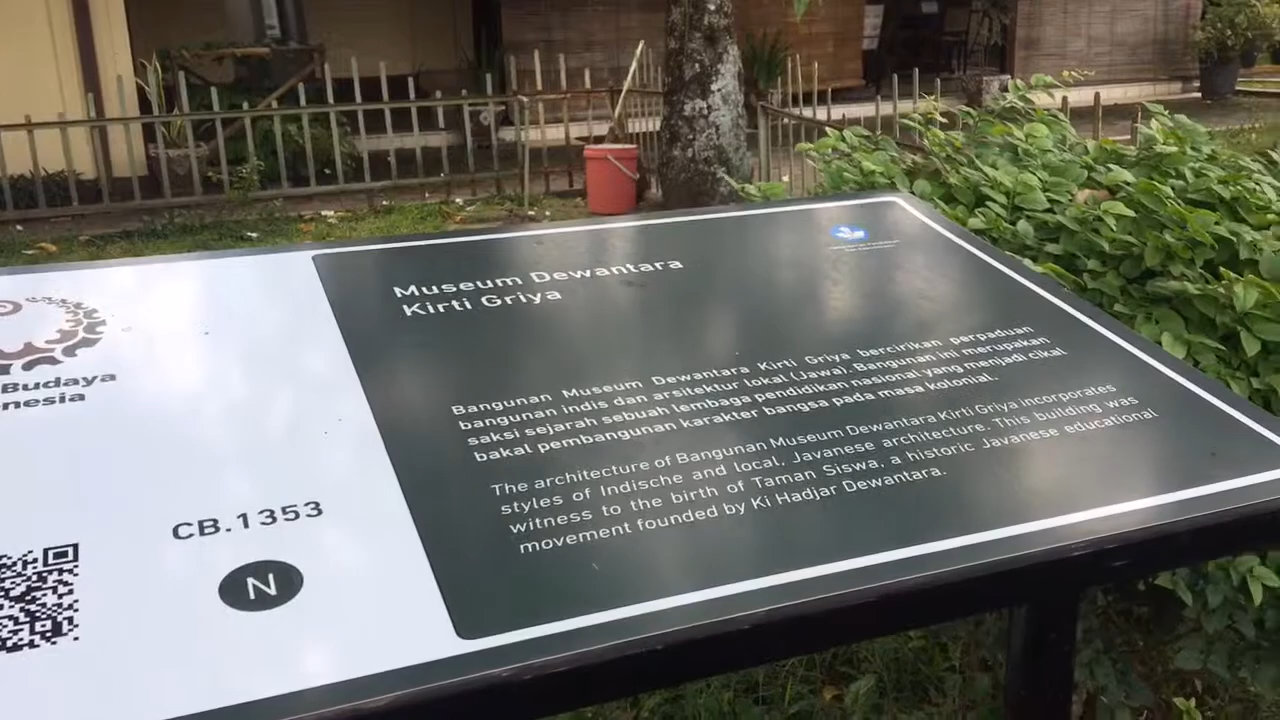 Budaya
nesia
CB.1353
N
Museum Dewantara
Kirti Griya
Bangunan Museum Dewantara Kirti Griya bercirikan perpaduan
bangunan indis dan arsitektur lokal (Jawa). Bangunan ini merupakan
saksi sejarah sebuah lembaga pendidikan nasional yang menjadi cikal
bakal pembangunan karakter bangsa pada masa kolonial.
The architecture of Bangunan Museum Dewantara Kirti Griya incorporates
styles of Indische and local, Javanese architecture. This building was
witness to the birth of Taman Siswa, a historic Javanese educational
movement founded by Ki Hadjar Dewantara.